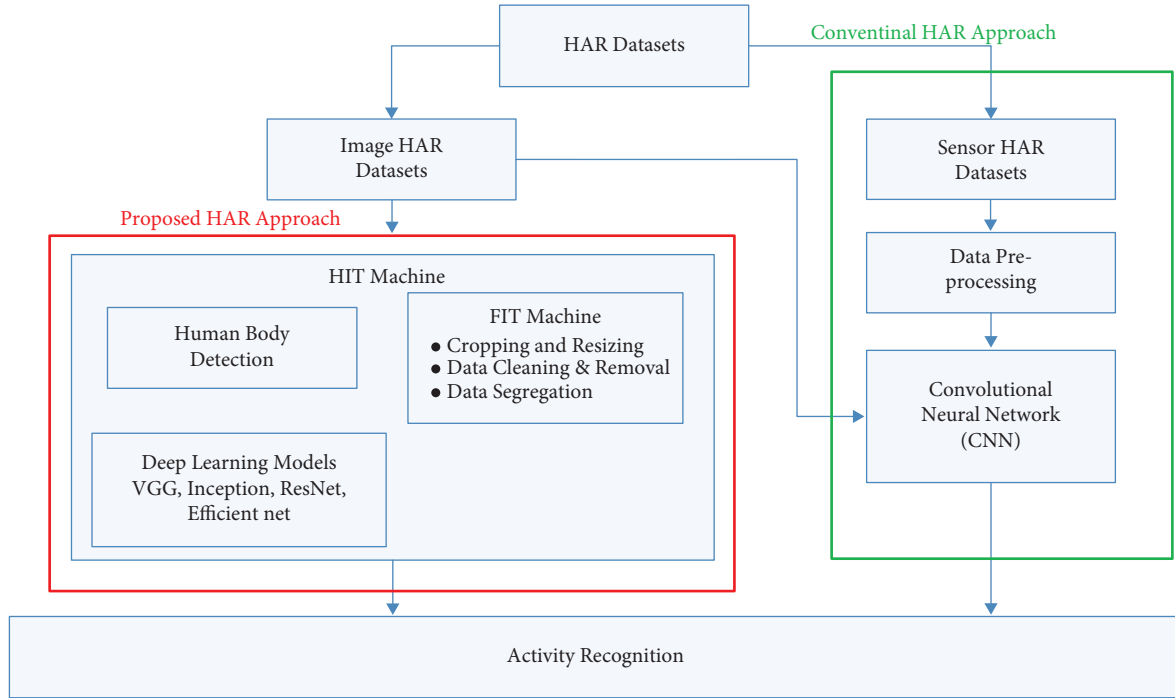 HAR Datasets
Conventinal HAR Approach
Image HAR
Datasets
Sensor HAR
Datasets
Proposed HAR Approach
Data Pre-
processing
HIT Machine
Human Body
Detection
FIT Machine
● Cropping and Resizing
● Data Cleaning & Removal
● Data Segregation
Convolutional
Neural Network
(CNN)
Deep Learning Models
VGG, Inception, ResNet,
Efficient net
Activity Recognition